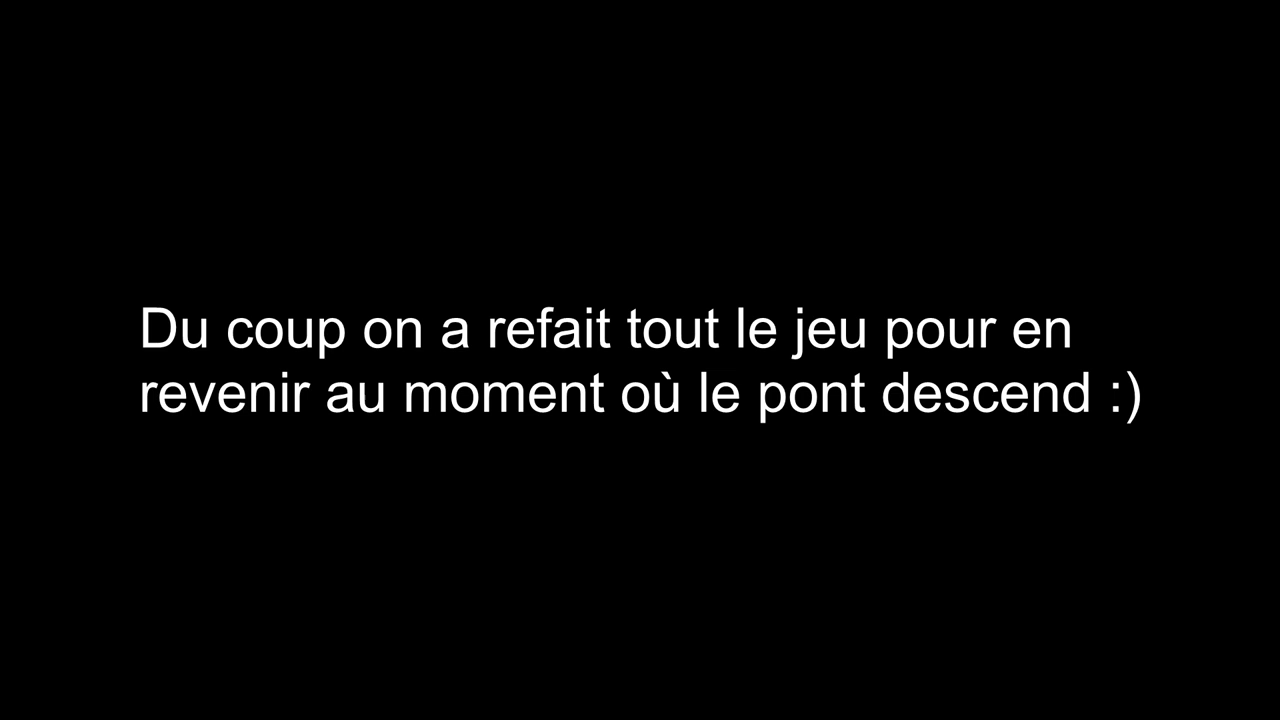 Du coup on a refait tout le jeu pour en
revenir au moment où le pont descend :)